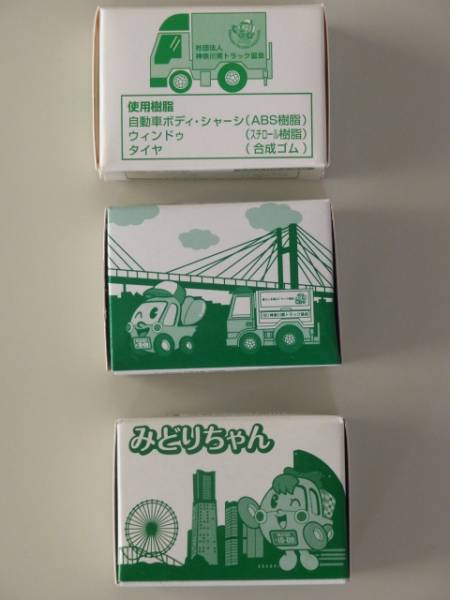 社団法人
神奈川県トラック協会
使用樹脂
自動車ボディ・シャーシ(ABS樹脂)
ウィンドゥ (スチロール樹脂)
タイヤ (合成ゴム)
みどりちゃん